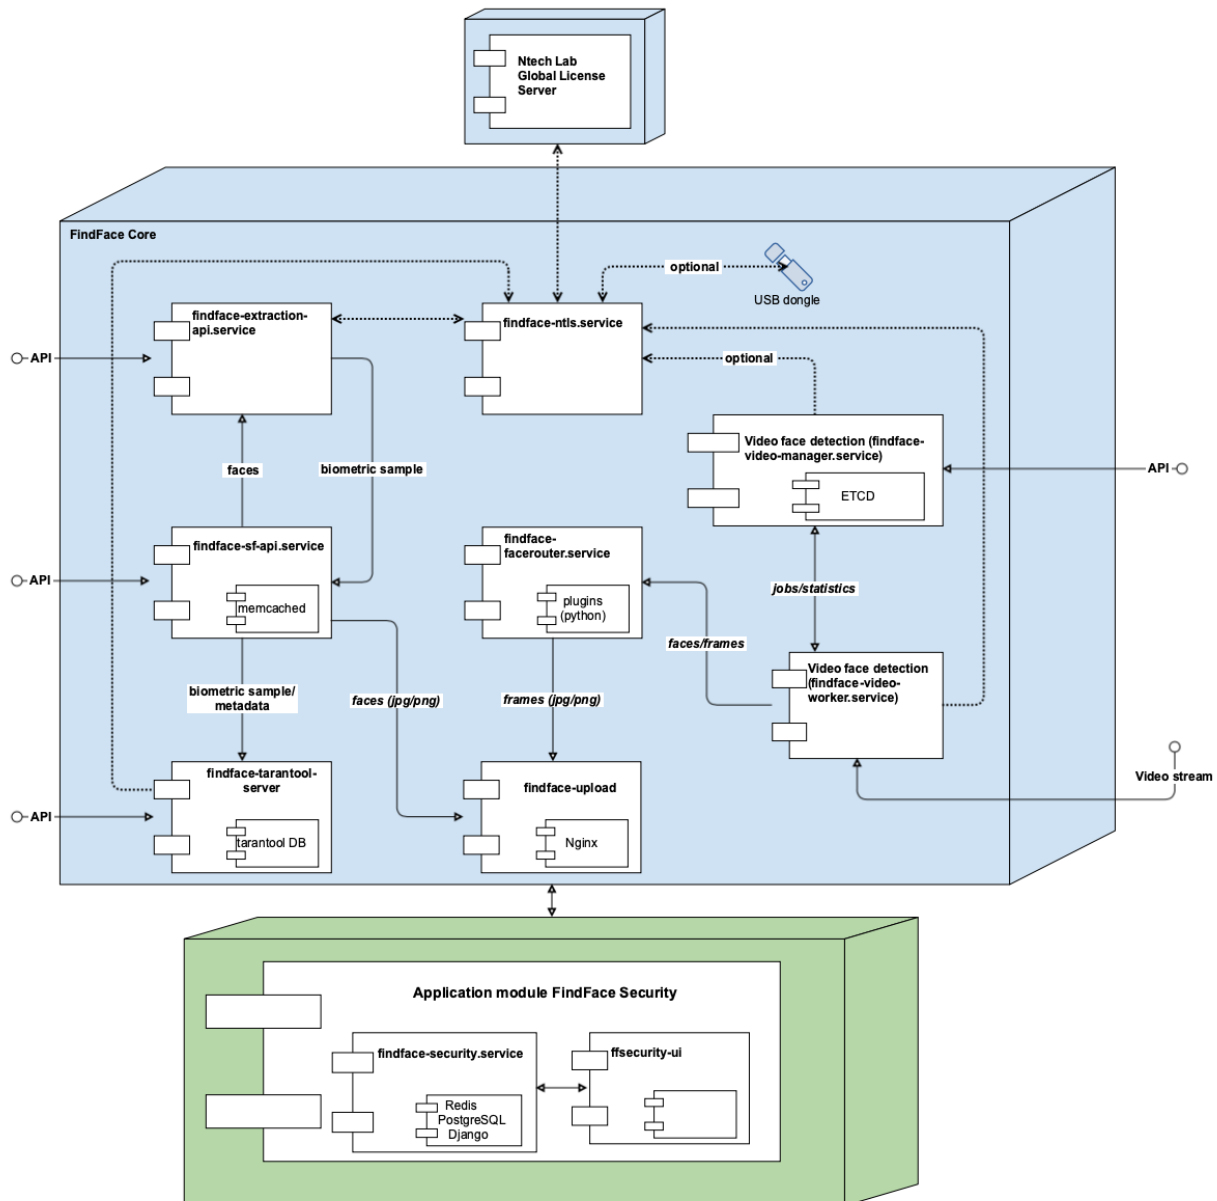 Ntech Lab
Global License
Server
FindFace Core
optional
USB dongle
findface-extraction-
api.service
findface-ntls.service
API
optional
Video face detection (findface-
video-manager.service)
faces
biometric sample
API
ETCD
findface-sf-api.service
findface-
facerouter.service
API
memcached
plugins
(python)
jobs/statistics
faces/frames
Video face detection
(findface-video-
worker.service)
biometric sample/
metadata
faces (jpg/png)
frames (jpg/png)
findface-tarantool-
server
findface-upload
Video stream
API
tarantool DB
Nginx
Application module FindFace Security
findface-security.service
ffsecurity-ui
Redis
PostgreSQL
Django